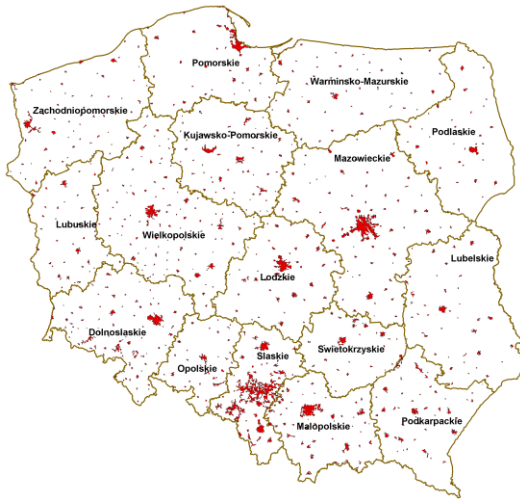 Pomorskie
Warminsko-Mazurskie
Zachodniopomorskie
Kujawsko-Pomorskie
Podlaskie
Mazowieckie
Lubuskie
Wielkopolskie
Lodzkie
Lubelskie
Dolnoslaskie
Slaskie
Swietokrzyskie
Opolskie
Malopolskie
Podkarpackie